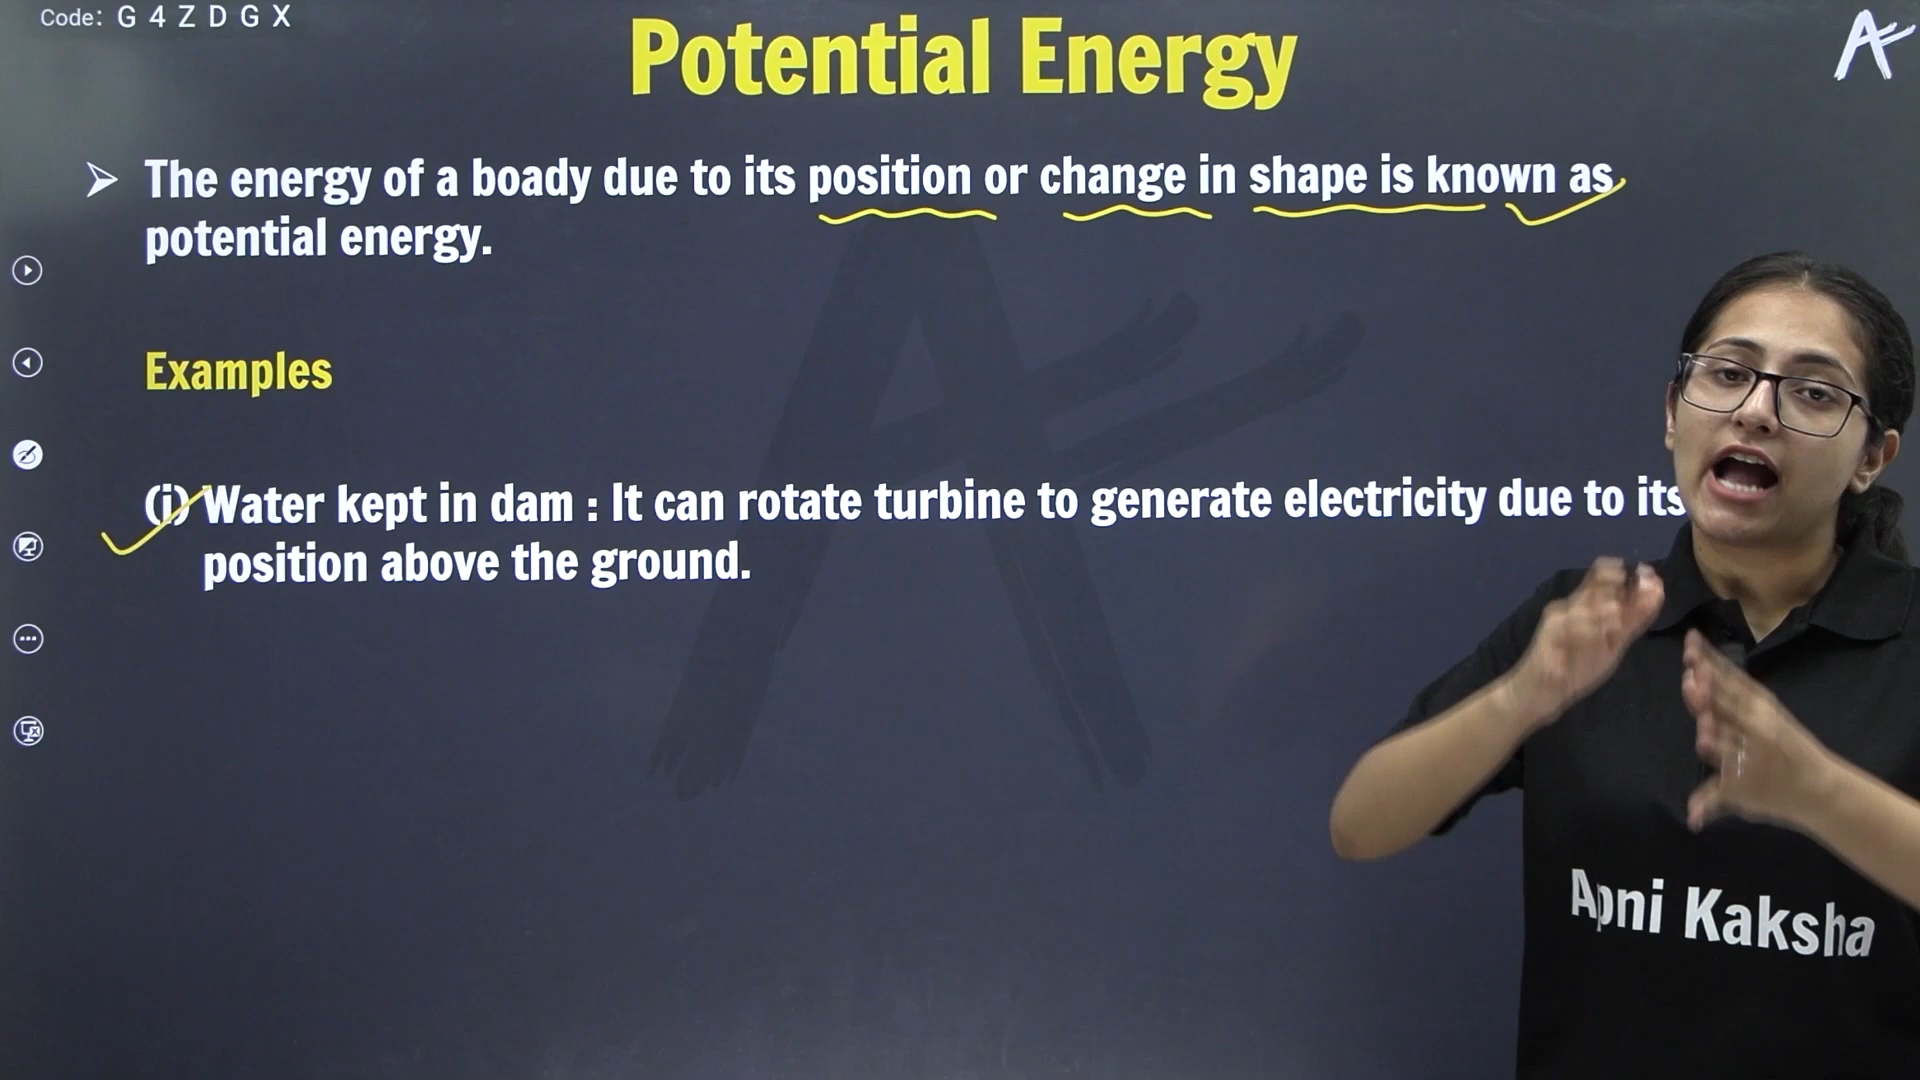 Code: G 4 Z D G X
Potential Energy
➢ The energy of a boady due to its position or change in shape is known as
potential energy.
Examples
(i) Water kept in dam : It can rotate turbine to generate electricity due to its
position above the ground.
Apni Kaksha